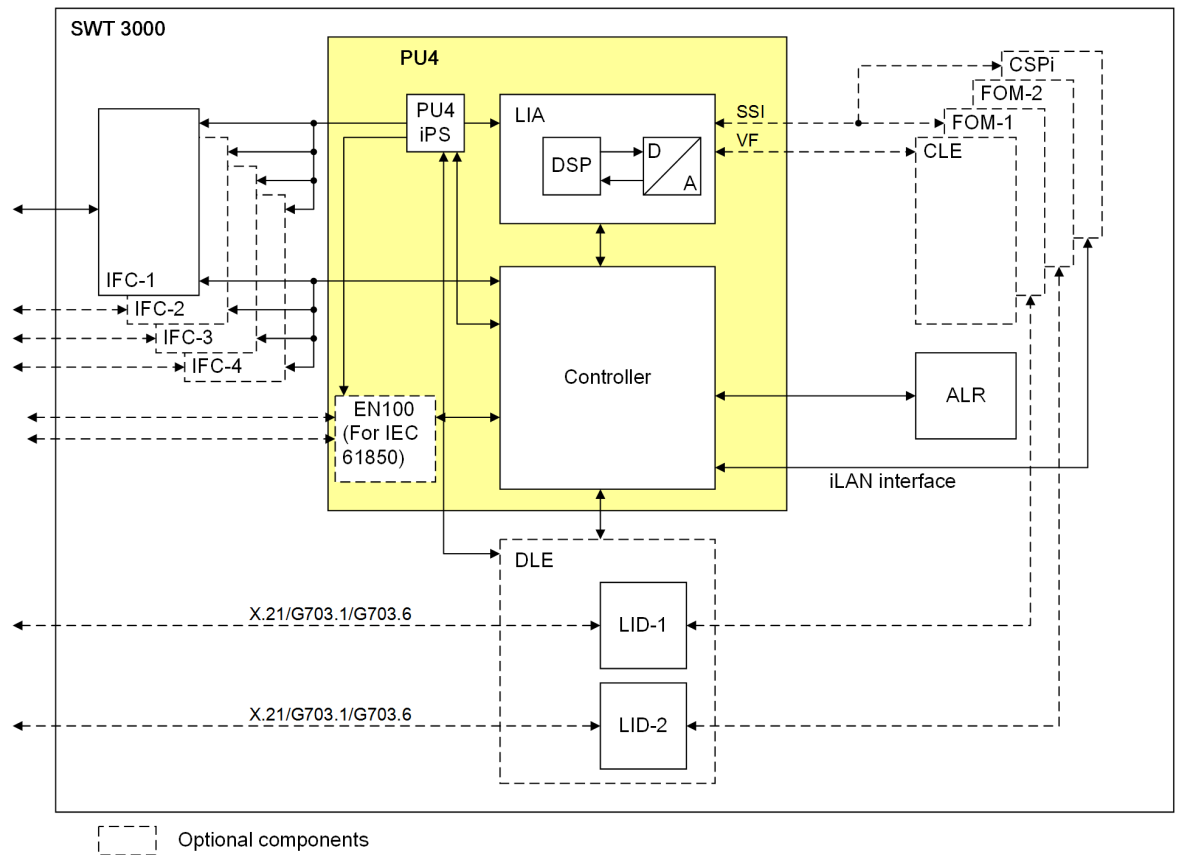 SWT 3000
PU4
CSPi
FOM-2
FOM-1
CLE
PU4
iPS
LIA
DSP
D
A
SSI
VF
IFC-1
IFC-2
IFC-3
IFC-4
Controller
ALR
EN100
(For IEC
61850)
iLAN interface
DLE
X.21/G703.1/G703.6
LID-1
X.21/G703.1/G703.6
LID-2
Optional components